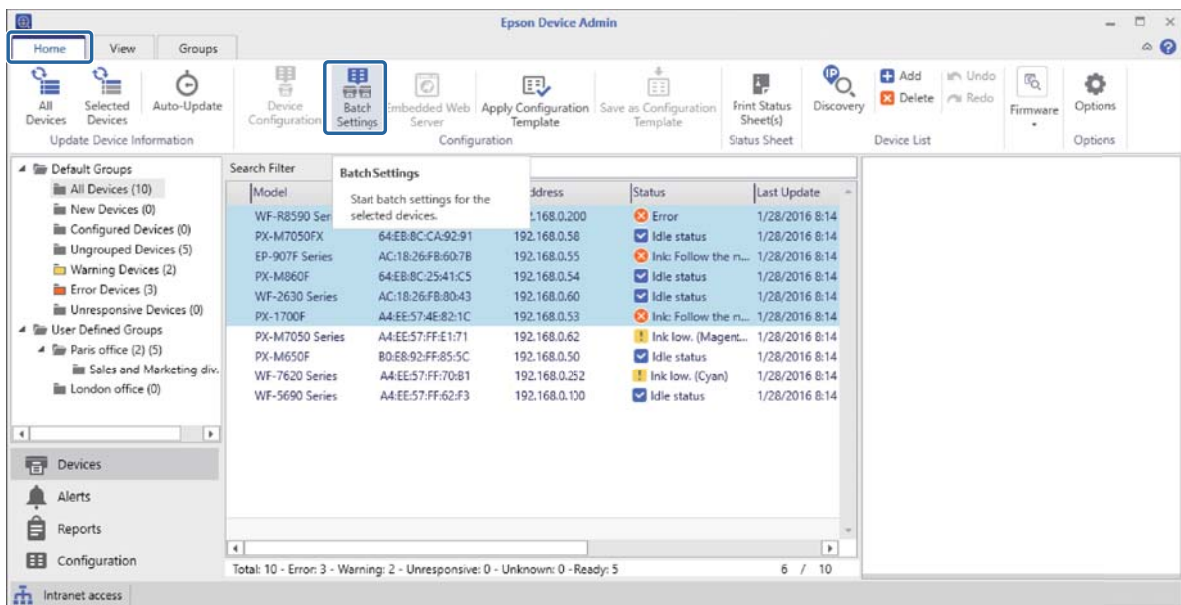 Epson Device Admin
Home View Groups
All Devices
Selected Devices
Auto-Update
Update Device Information
Device Configuration
Batch Settings
Embedded Web Server
Apply Configuration Template
Save as Configuration Template
Configuration
Print Status Sheet(s)
Status Sheet
IP
Discovery
Add Undo
Delete Redo
Device List
Firmware
Options
Options
Default Groups
All Devices (10)
New Devices (0)
Configured Devices (0)
Ungrouped Devices (5)
Warning Devices (2)
Error Devices (3)
Unresponsive Devices (0)
User Defined Groups
Paris office (2) (5)
Sales and Marketing div.
London office (0)
Devices
Alerts
Reports
Configuration
Search Filter
Batch Settings
Start batch settings for the
selected devices.
Model ddress Status Last Update
WF-R8590 Ser .168.0.200 Error 1/28/2016 8:14
PX-M7050FX 64:EB:8C:CA:92:91 192.168.0.58 Idle status 1/28/2016 8:14
EP-907F Series AC:18:26:FB:60:7B 192.168.0.55 Ink: Follow the n... 1/28/2016 8:14
PX-M860F 64:EB:8C:25:41:C5 192.168.0.54 Idle status 1/28/2016 8:14
WF-2630 Series AC:18:26:FB:80:43 192.168.0.60 Idle status 1/28/2016 8:14
PX-1700F A4:EE:57:4E:82:1C 192.168.0.53 Ink: Follow the n... 1/28/2016 8:14
PX-M7050 Series A4:EE:57:FF:E1:71 192.168.0.62 Ink low. (Magent... 1/28/2016 8:14
PX-M650F B0:E8:92:FF:85:5C 192.168.0.50 Idle status 1/28/2016 8:14
WF-7620 Series A4:EE:57:FF:70:B1 192.168.0.252 Ink low. (Cyan) 1/28/2016 8:14
WF-5690 Series A4:EE:57:FF:62:F3 192.168.0.100 Idle status 1/28/2016 8:14
Total: 10 - Error: 3 - Warning: 2 - Unresponsive: 0 - Unknown: 0 -Ready: 5 6 / 10
Intranet access